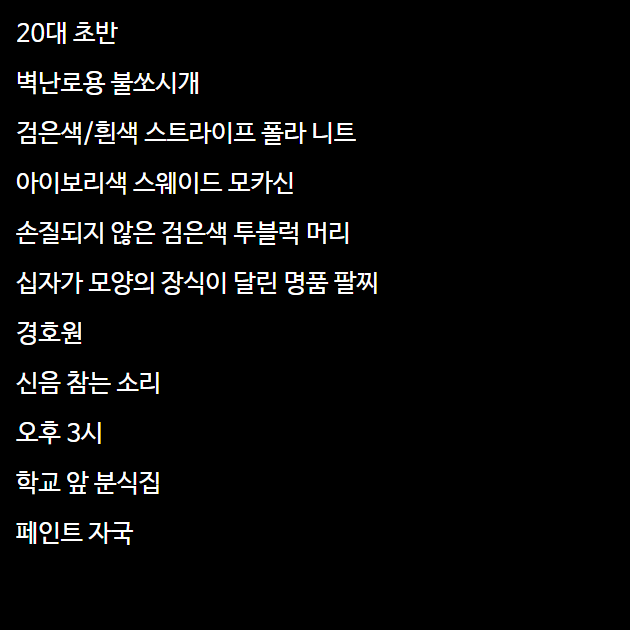 20대 초반
벽난로용 불쏘시개
검은색/흰색 스트라이프 폴라 니트
아이보리색 스웨이드 모카신
손질되지 않은 검은색 투블럭 머리
십자가 모양의 장식이 달린 명품 팔찌
경호원
신음 참는 소리
오후 3시
학교 앞 분식집
페인트 자국